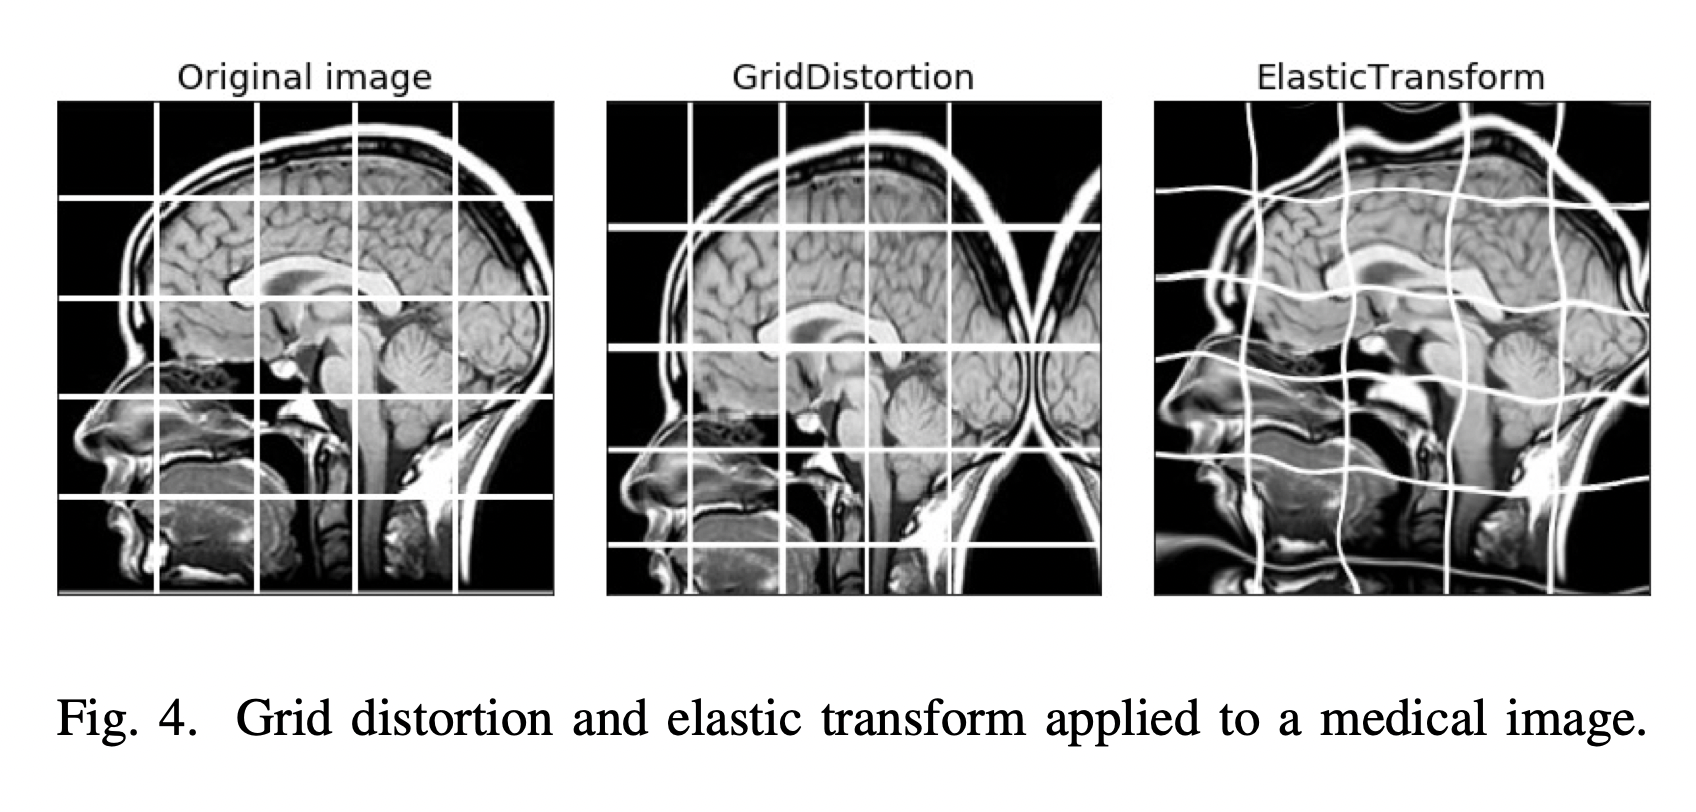 Original image
GridDistortion
ElasticTransform
Fig. 4. Grid distortion and elastic transform applied to a medical image.